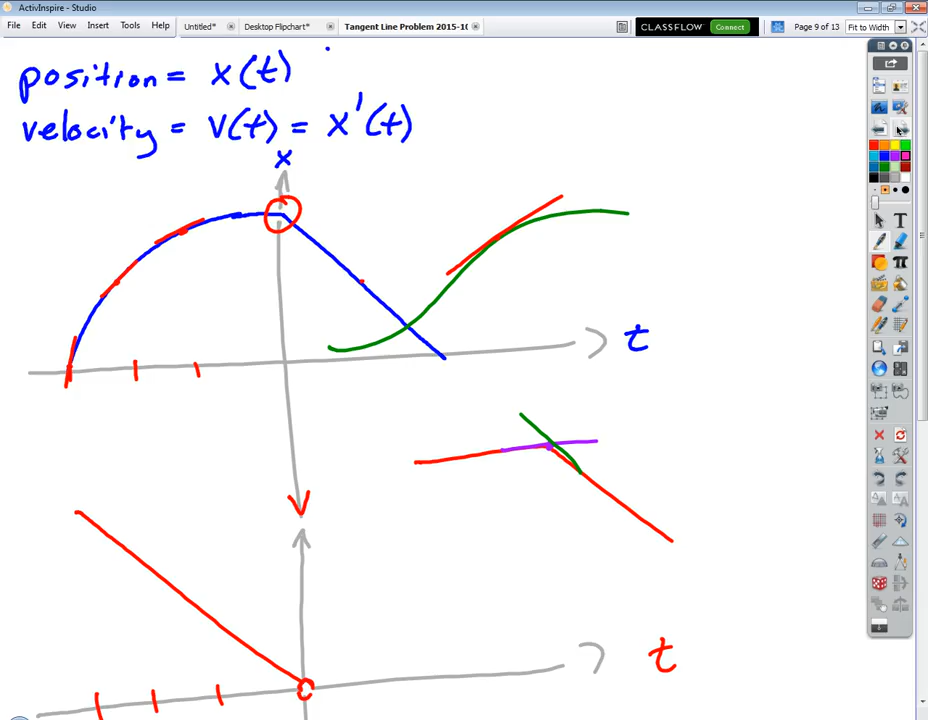 ActivInspire - Studio
File Edit View Insert Tools Help
Untitled*
Desktop Flipchart*
Tangent Line Problem 2015-10
CLASSFLOW Connect
Page 9 of 13
Fit to Width
position = x(t)
velocity = v(t) = x'(t)
x
t
t
T
π